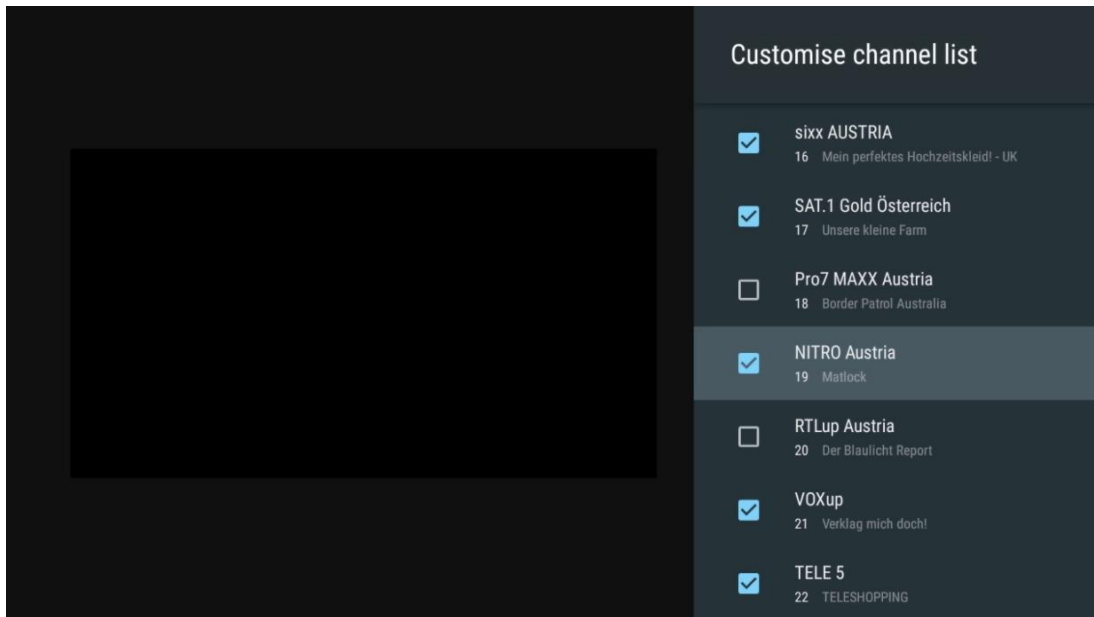 Customise channel list
sixx AUSTRIA
16 Mein perfektes Hochzeitskleid! - UK
SAT.1 Gold Österreich
17 Unsere kleine Farm
Pro7 MAXX Austria
18 Border Patrol Australia
NITRO Austria
19 Matlock
RTLup Austria
20 Der Blaulicht Report
VOXup
21 Verklag mich doch!
TELE 5
22 TELESHOPPING